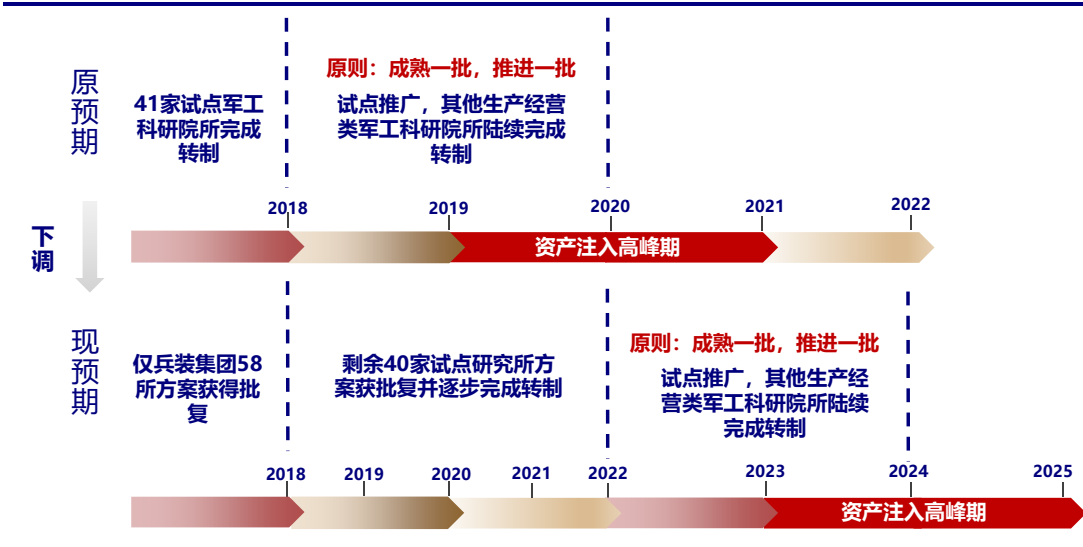 原预期
41家试点军工
科研院所完成
转制
原则：成熟一批，推进一批
试点推广，其他生产经营
类军工科研院所陆续完成
转制
2018
2019
2020
2021
2022
资产注入高峰期
下调
现预期
仅兵装集团58
所方案获得批
复
剩余40家试点研究所方
案获批复并逐步完成转制
原则：成熟一批，推进一批
试点推广，其他生产经
营类军工科研院所陆续
完成转制
2018
2019
2020
2021
2022
2023
2024
2025
资产注入高峰期